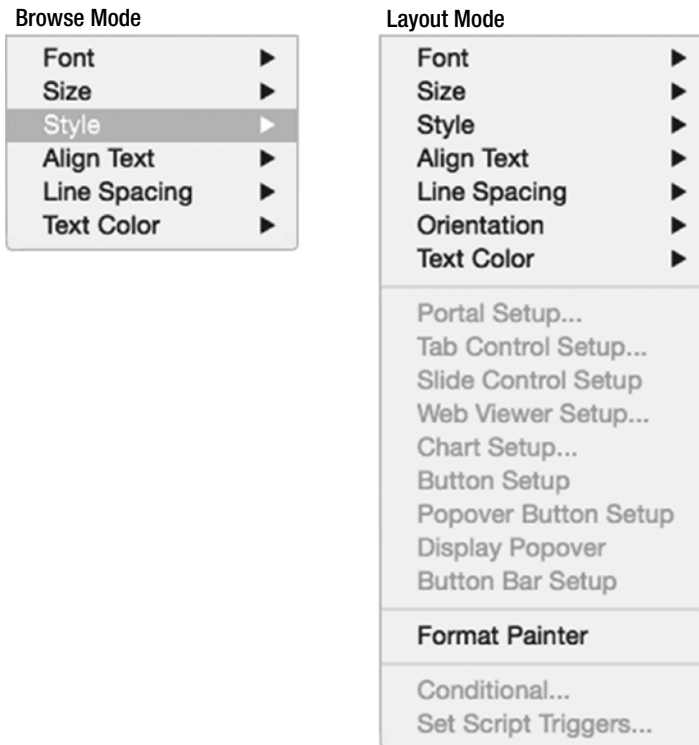 Browse Mode
Font
Size
Style
Align Text
Line Spacing
Text Color
Layout Mode
Font
Size
Style
Align Text
Line Spacing
Orientation
Text Color
Portal Setup...
Tab Control Setup...
Slide Control Setup
Web Viewer Setup...
Chart Setup...
Button Setup
Popover Button Setup
Display Popover
Button Bar Setup
Format Painter
Conditional...
Set Script Triggers...